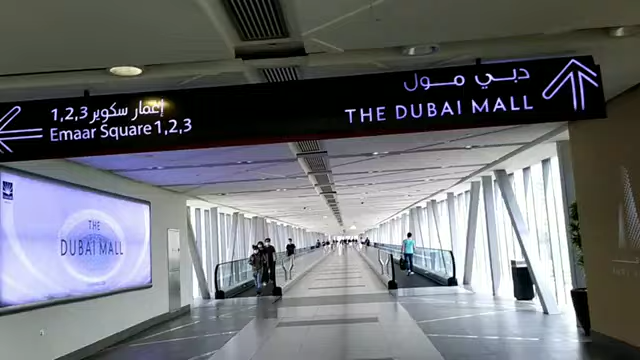 إعمار سكوير 1,2,3
Emaar Square 1,2,3
دبي مول
THE DUBAI MALL
THE
DUBAI MALL